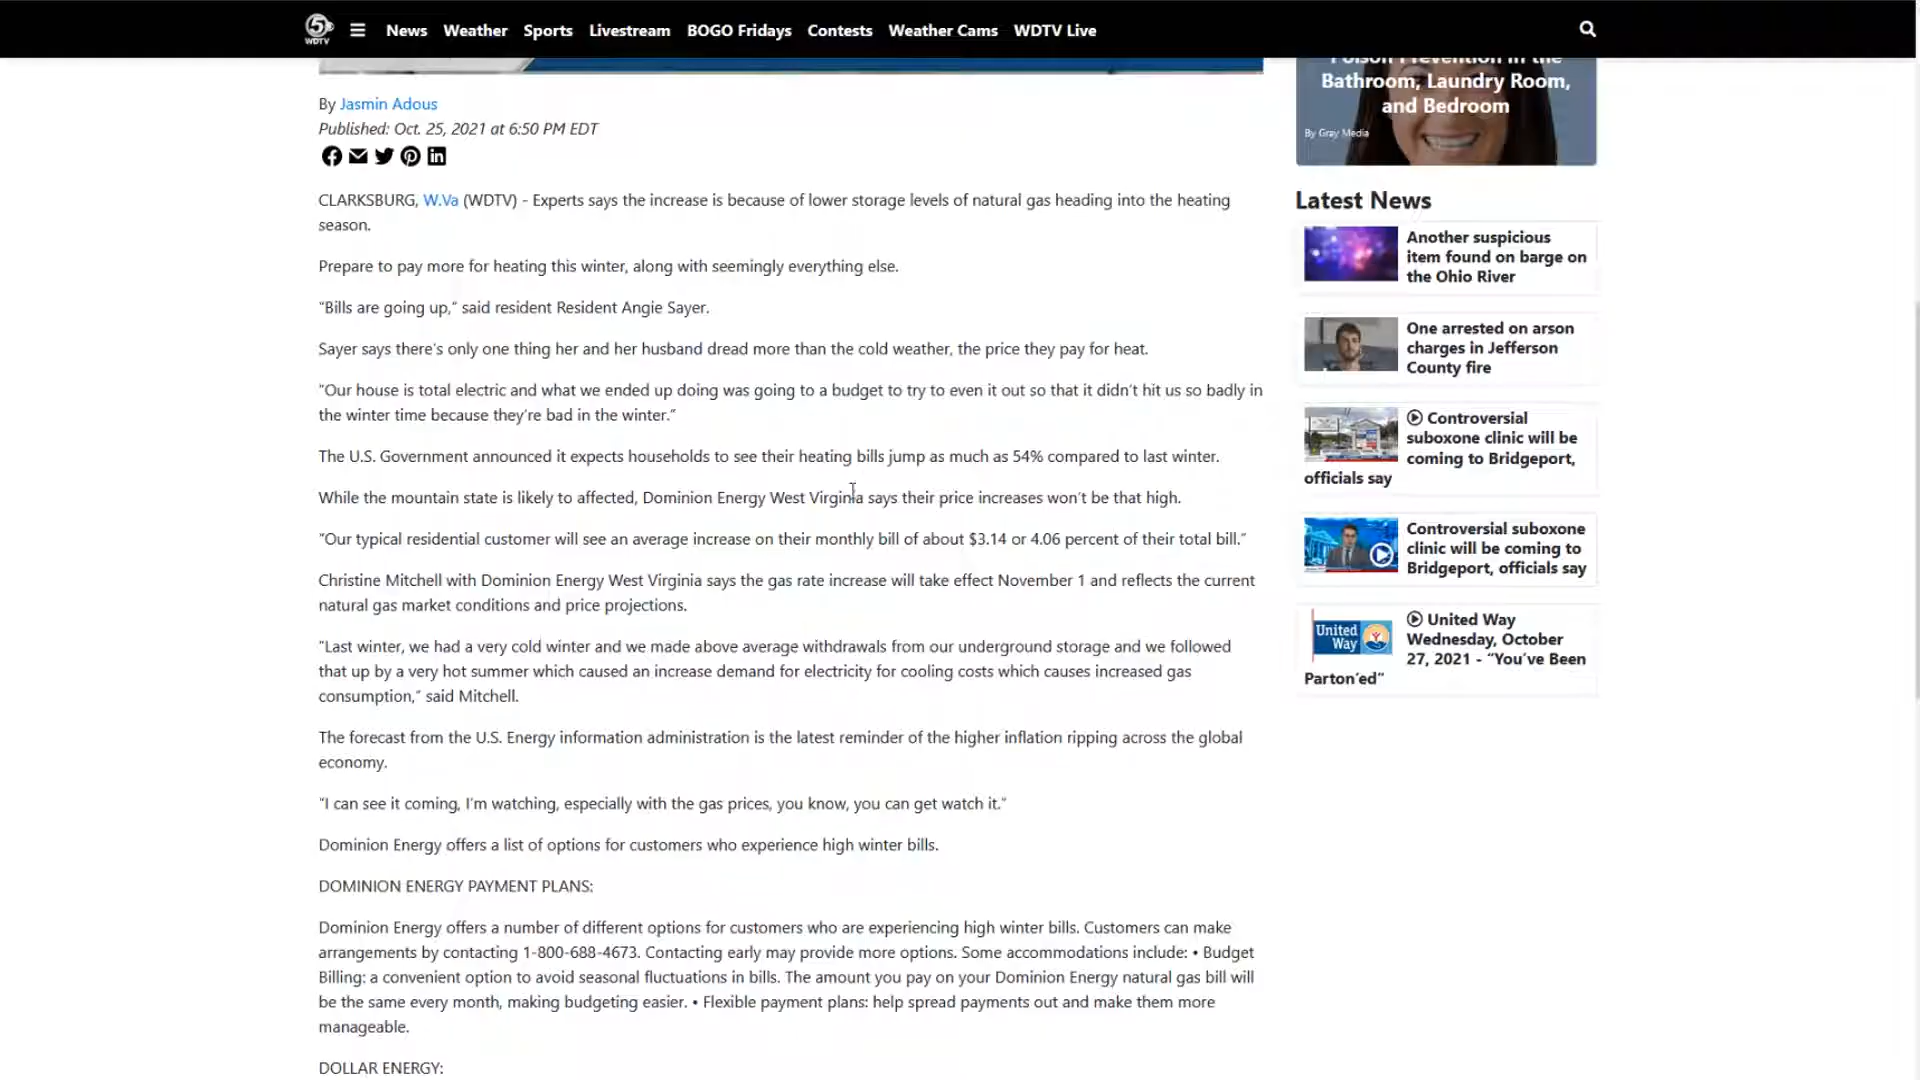 5 WDTV
News Weather Sports Livestream BOGO Fridays Contests Weather Cams WDTV Live
By Jasmin Adous
Published: Oct. 25, 2021 at 6:50 PM EDT
CLARKSBURG, W.Va (WDTV) - Experts says the increase is because of lower storage levels of natural gas heading into the heating
season.
Prepare to pay more for heating this winter, along with seemingly everything else.
“Bills are going up,” said resident Resident Angie Sayer.
Sayer says there’s only one thing her and her husband dread more than the cold weather, the price they pay for heat.
“Our house is total electric and what we ended up doing was going to a budget to try to even it out so that it didn’t hit us so badly in
the winter time because they’re bad in the winter.”
The U.S. Government announced it expects households to see their heating bills jump as much as 54% compared to last winter.
While the mountain state is likely to affected, Dominion Energy West Virginia says their price increases won’t be that high.
“Our typical residential customer will see an average increase on their monthly bill of about $3.14 or 4.06 percent of their total bill.”
Christine Mitchell with Dominion Energy West Virginia says the gas rate increase will take effect November 1 and reflects the current
natural gas market conditions and price projections.
“Last winter, we had a very cold winter and we made above average withdrawals from our underground storage and we followed
that up by a very hot summer which caused an increase demand for electricity for cooling costs which causes increased gas
consumption,” said Mitchell.
The forecast from the U.S. Energy information administration is the latest reminder of the higher inflation ripping across the global
economy.
“I can see it coming, I’m watching, especially with the gas prices, you know, you can get watch it.”
Dominion Energy offers a list of options for customers who experience high winter bills.
DOMINION ENERGY PAYMENT PLANS:
Dominion Energy offers a number of different options for customers who are experiencing high winter bills. Customers can make
arrangements by contacting 1-800-688-4673. Contacting early may provide more options. Some accommodations include: • Budget
Billing: a convenient option to avoid seasonal fluctuations in bills. The amount you pay on your Dominion Energy natural gas bill will
be the same every month, making budgeting easier. • Flexible payment plans: help spread payments out and make them more
manageable.
DOLLAR ENERGY:
Poison Prevention in the
Bathroom, Laundry Room,
and Bedroom
By Gray Media
Latest News
Another suspicious
item found on barge on
the Ohio River
One arrested on arson
charges in Jefferson
County fire
Controversial
suboxone clinic will be
coming to Bridgeport,
officials say
Controversial suboxone
clinic will be coming to
Bridgeport, officials say
United
Way
United Way
Wednesday, October
27, 2021 - “You’ve Been
Parton’ed”